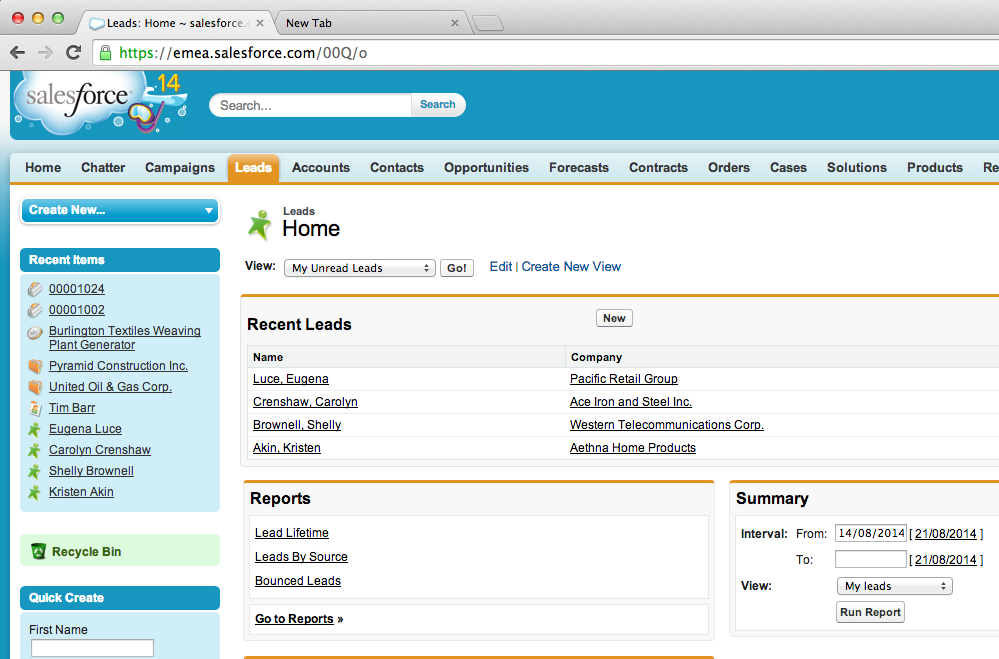 Leads: Home ~ salesforce.
New Tab
https://emea.salesforce.com/00Q/o
salesforce
14
Search...
Search
Home Chatter Campaigns Leads Accounts Contacts Opportunities Forecasts Contracts Orders Cases Solutions Products Re
Create New...
Leads
Home
View: My Unread Leads Go! Edit | Create New View
Recent Items
00001024
00001002
Burlington Textiles Weaving
Plant Generator
Pyramid Construction Inc.
United Oil & Gas Corp.
Tim Barr
Eugena Luce
Carolyn Crenshaw
Shelly Brownell
Kristen Akin
Recycle Bin
Quick Create
First Name
Recent Leads New
Name Company
Luce, Eugena Pacific Retail Group
Crenshaw, Carolyn Ace Iron and Steel Inc.
Brownell, Shelly Western Telecommunications Corp.
Akin, Kristen Aethna Home Products
Reports
Lead Lifetime
Leads By Source
Bounced Leads
Go to Reports »
Summary
Interval: From: 14/08/2014 [ 21/08/2014 ]
To: [ 21/08/2014 ]
View: My leads
Run Report